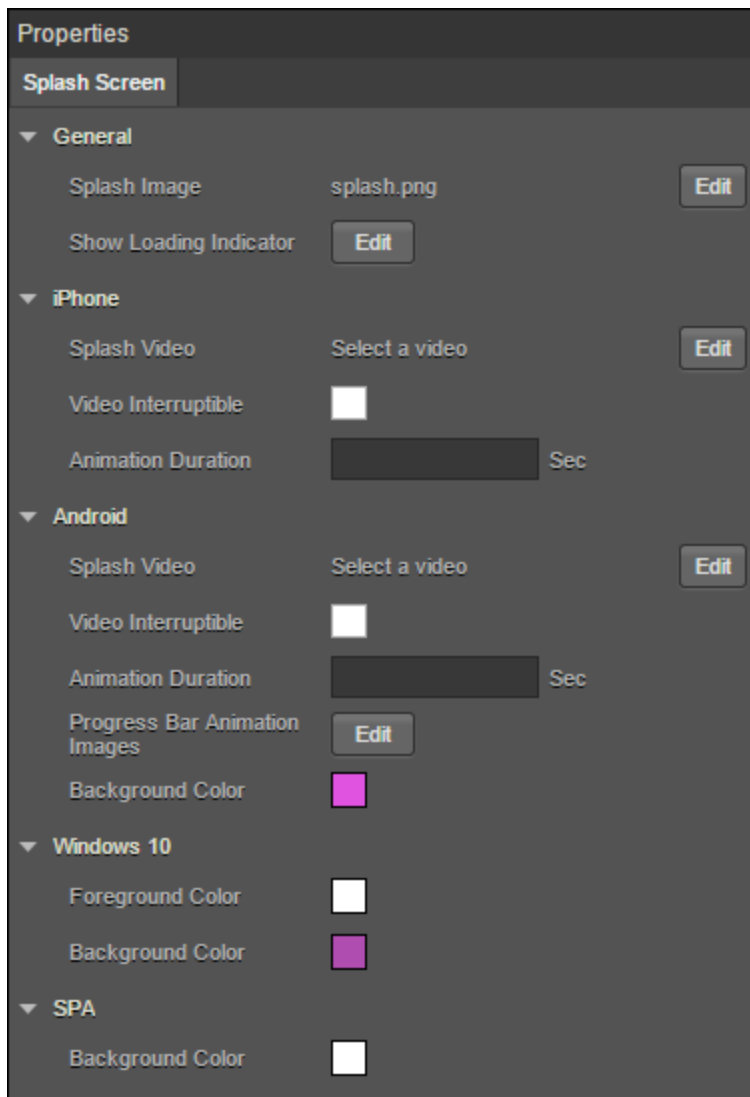 Properties
Splash Screen
General
Splash Image splash.png Edit
Show Loading Indicator Edit
iPhone
Splash Video Select a video Edit
Video Interruptible
Animation Duration Sec
Android
Splash Video Select a video Edit
Video Interruptible
Animation Duration Sec
Progress Bar Animation
Images Edit
Background Color
Windows 10
Foreground Color
Background Color
SPA
Background Color